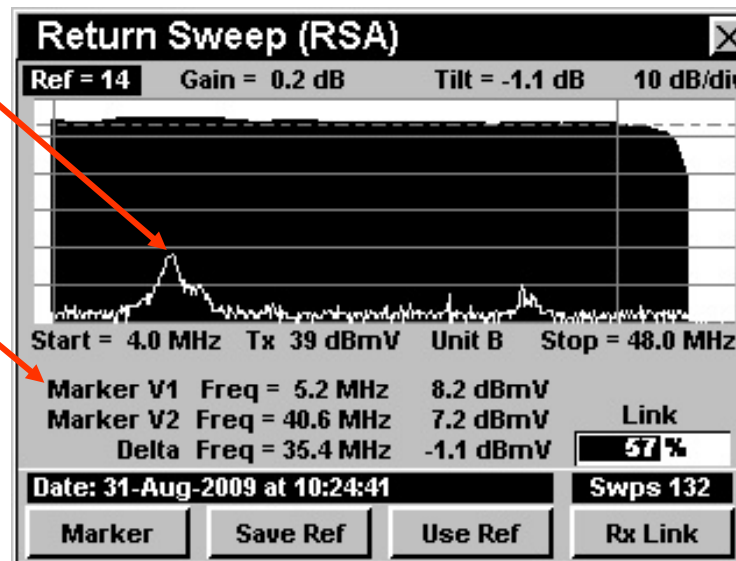 Return Sweep (RSA) X
Ref = 14 Gain = 0.2 dB Tilt = -1.1 dB 10 dB/div
Start = 4.0 MHz Tx 39 dBmV Unit B Stop = 48.0 MHz
Marker V1 Freq = 5.2 MHz 8.2 dBmV
Marker V2 Freq = 40.6 MHz 7.2 dBmV Link
Delta Freq = 35.4 MHz -1.1 dBmV 57 %
Date: 31-Aug-2009 at 10:24:41 Swps 132
Marker Save Ref Use Ref Rx Link